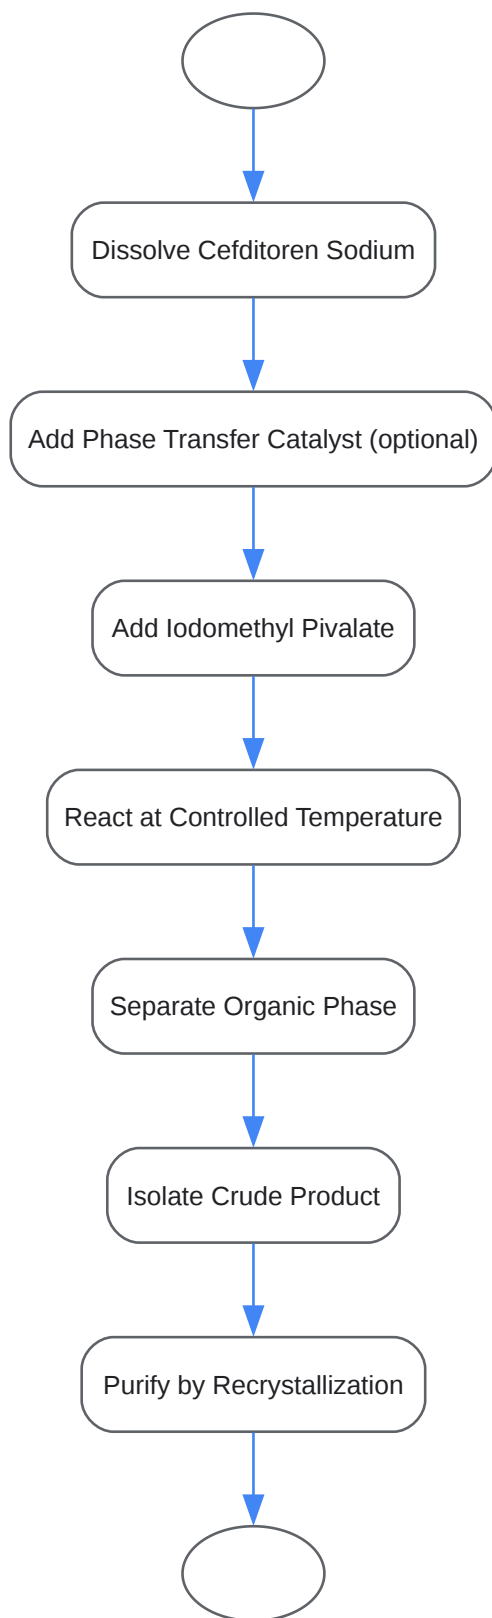 Dissolve Cefditoren Sodium
Add Phase Transfer Catalyst (optional)
Add Iodomethyl Pivalate
React at Controlled Temperature
Separate Organic Phase
Isolate Crude Product
Purify by Recrystallization